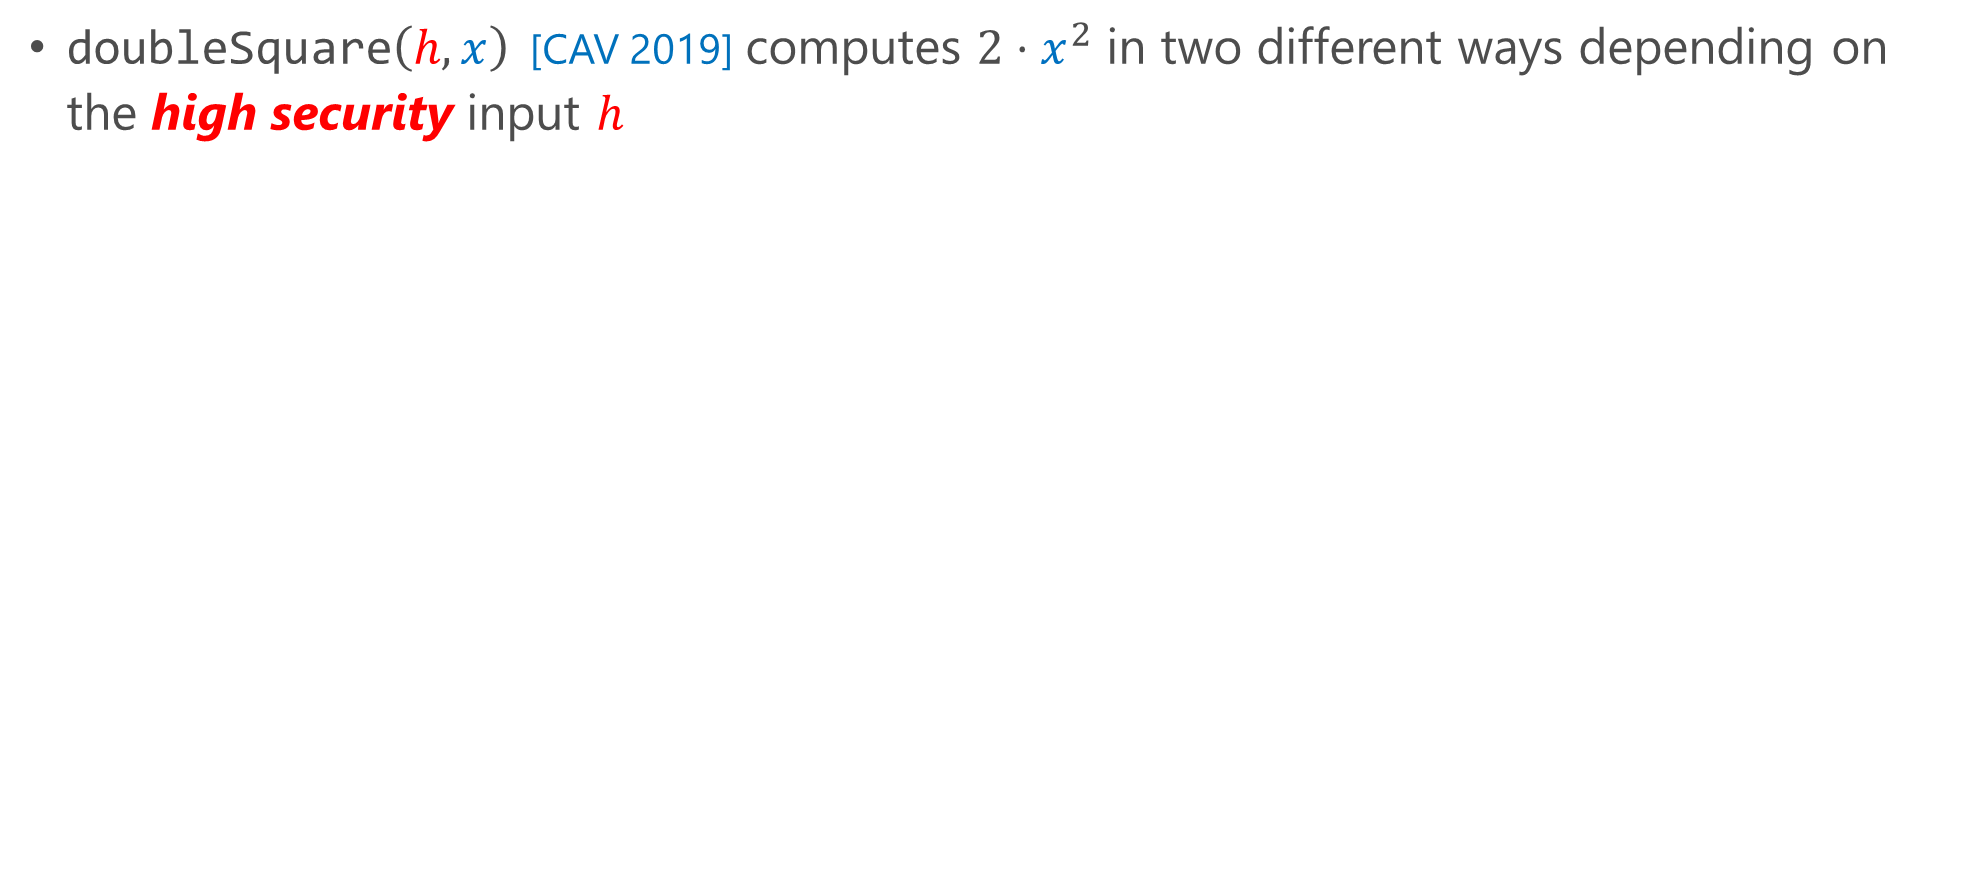 • doubleSquare(h, x) [CAV 2019] computes 2 · x² in two different ways depending on
the high security input h